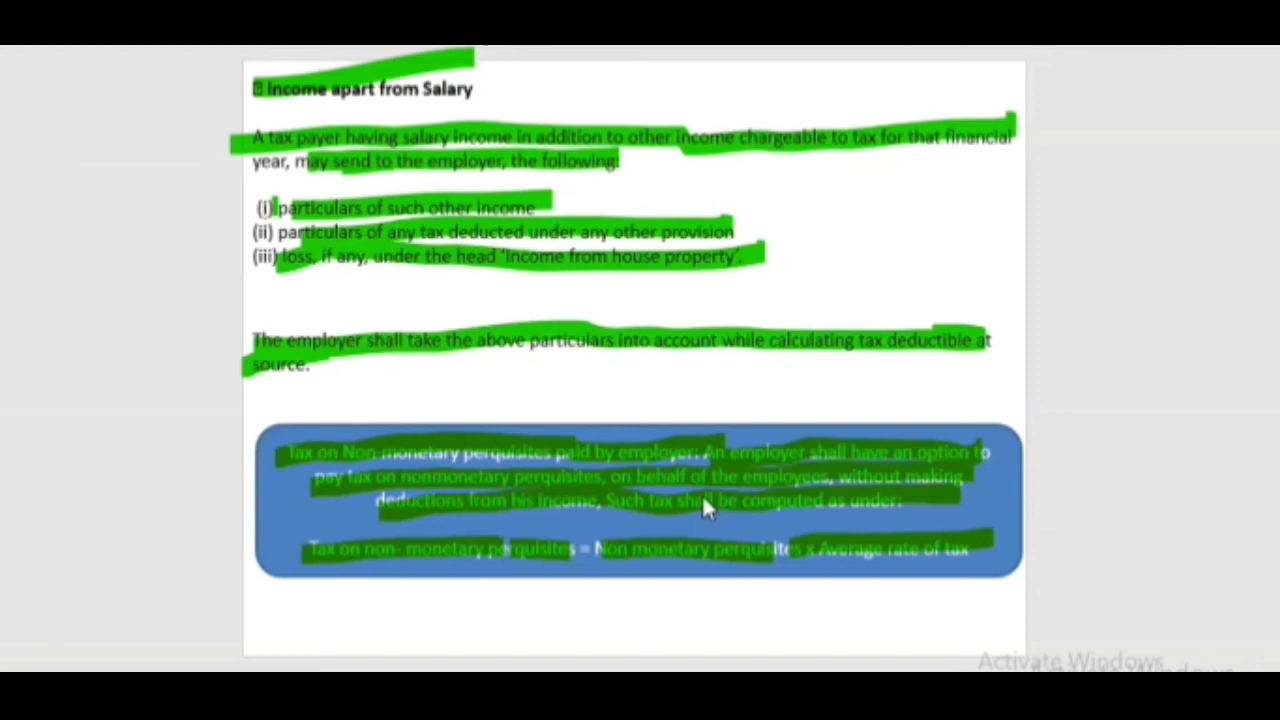 Income apart from Salary
A tax payer having salary income in addition to other income chargeable to tax for that financial
year, may send to the employer, the following:
(i) particulars of such other income
(ii) particulars of any tax deducted under any other provision
(iii) loss, if any, under the head ‘Income from house property’.
The employer shall take the above particulars into account while calculating tax deductible at
source.
Tax on Non-monetary perquisites paid by employer: An employer shall have an option to
pay tax on nonmonetary perquisites, on behalf of the employees, without making
deductions from his income, Such tax shall be computed as under:
Tax on non- monetary perquisites = Non monetary perquisites x Average rate of tax
Activate Windows